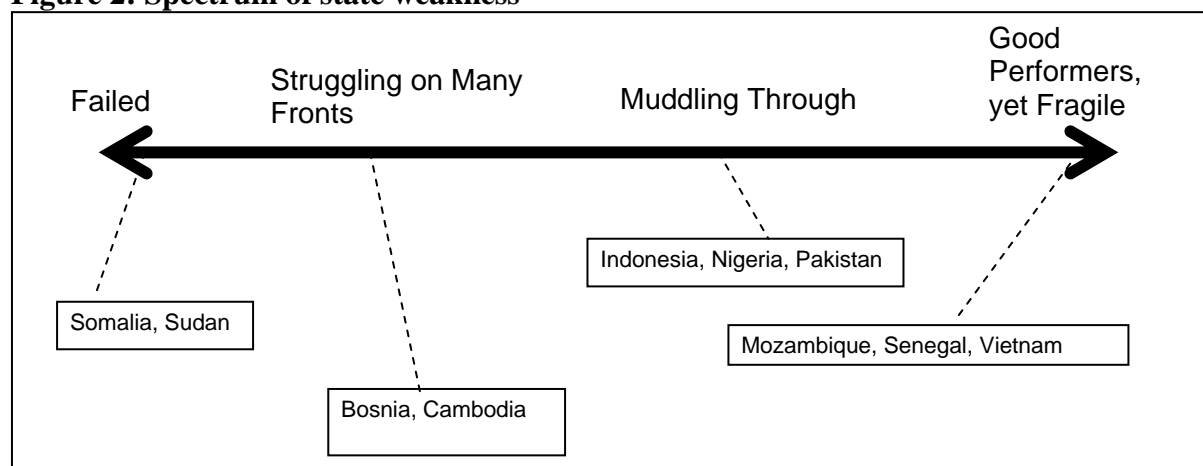 Figure 2: Spectrum of state weakness
Good
Performers,
yet Fragile
Struggling on Many
Fronts
Muddling Through
Failed
Indonesia, Nigeria, Pakistan
Somalia, Sudan
Mozambique, Senegal, Vietnam
Bosnia, Cambodia